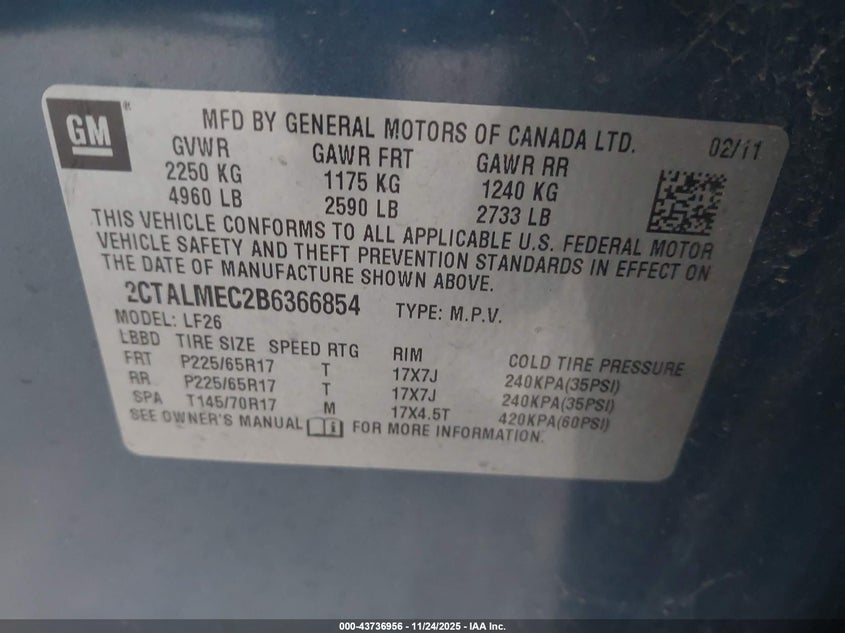 GM
MFD BY GENERAL MOTORS OF CANADA LTD. 02/11
GVWR GAWR FRT GAWR RR
2250 KG 1175 KG 1240 KG
4960 LB 2590 LB 2733 LB
THIS VEHICLE CONFORMS TO ALL APPLICABLE U.S. FEDERAL MOTOR
VEHICLE SAFETY AND THEFT PREVENTION STANDARDS IN EFFECT ON
THE DATE OF MANUFACTURE SHOWN ABOVE.
2CTALMEC2B6366854 TYPE: M.P.V.
MODEL: LF26
LBBD TIRE SIZE SPEED RTG RIM COLD TIRE PRESSURE
FRT P225/65R17 T 17X7J 240KPA(35PSI)
RR P225/65R17 T 17X7J 240KPA(35PSI)
SPA T145/70R17 M 17X4.5T 420KPA(60PSI)
SEE OWNER'S MANUAL FOR MORE INFORMATION.
000-43736956 - 11/24/2025 - IAA Inc.